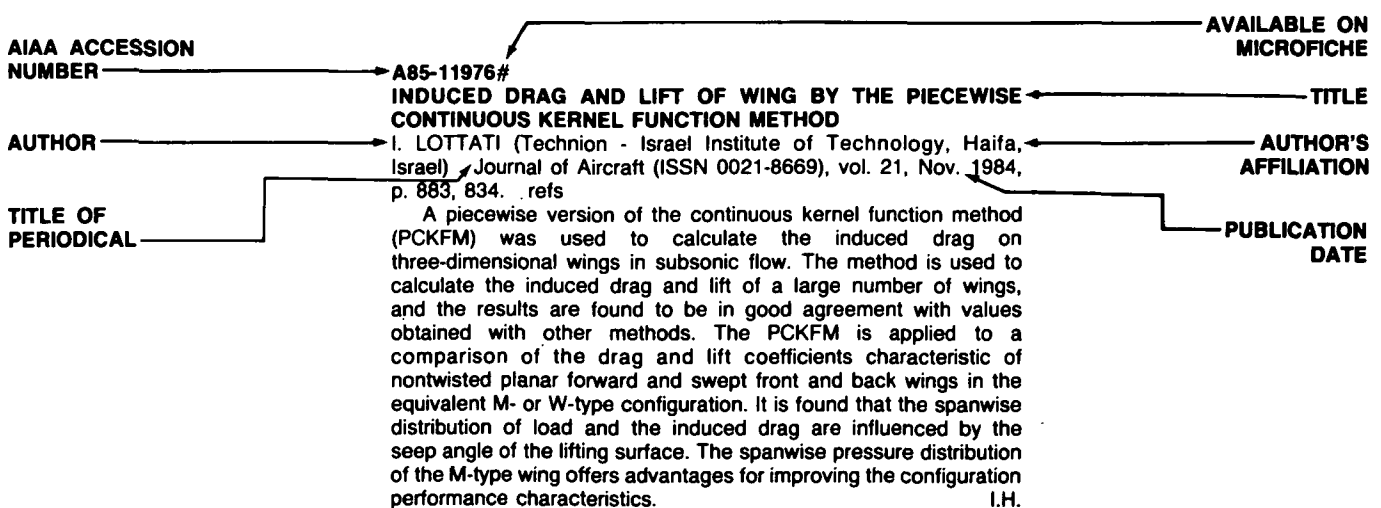 AVAILABLE ON
MICROFICHE
AIAA ACCESSION
NUMBER
A85-11976#
INDUCED DRAG AND LIFT OF WING BY THE PIECEWISE
CONTINUOUS KERNEL FUNCTION METHOD
TITLE
AUTHOR
I. LOTTATI (Technion - Israel Institute of Technology, Haifa,
Israel) Journal of Aircraft (ISSN 0021-8669), vol. 21, Nov. 1984,
p. 883, 834. refs
AUTHOR'S
AFFILIATION
TITLE OF
PERIODICAL
PUBLICATION
DATE
A piecewise version of the continuous kernel function method
(PCKFM) was used to calculate the induced drag on
three-dimensional wings in subsonic flow. The method is used to
calculate the induced drag and lift of a large number of wings,
and the results are found to be in good agreement with values
obtained with other methods. The PCKFM is applied to a
comparison of the drag and lift coefficients characteristic of
nontwisted planar forward and swept front and back wings in the
equivalent M- or W-type configuration. It is found that the spanwise
distribution of load and the induced drag are influenced by the
seep angle of the lifting surface. The spanwise pressure distribution
of the M-type wing offers advantages for improving the configuration
performance characteristics. I.H.